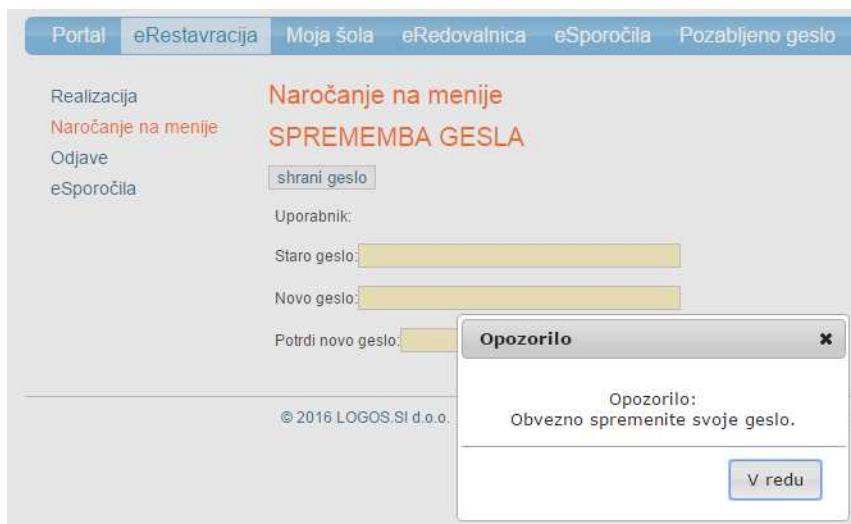 Portal eRestavracija Moja šola eRedovalnica eSporočila Pozabljeno geslo
Realizacija
Naročanje na menije
Odjave
eSporočila
Naročanje na menije
SPREMEMBA GESLA
shrani geslo
Uporabnik:
Staro geslo:
Novo geslo:
Potrdi novo geslo:
Opozorilo
Opozorilo:
Obvezno spremenite svoje geslo.
V redu
© 2016 LOGOS.SI d.o.o.